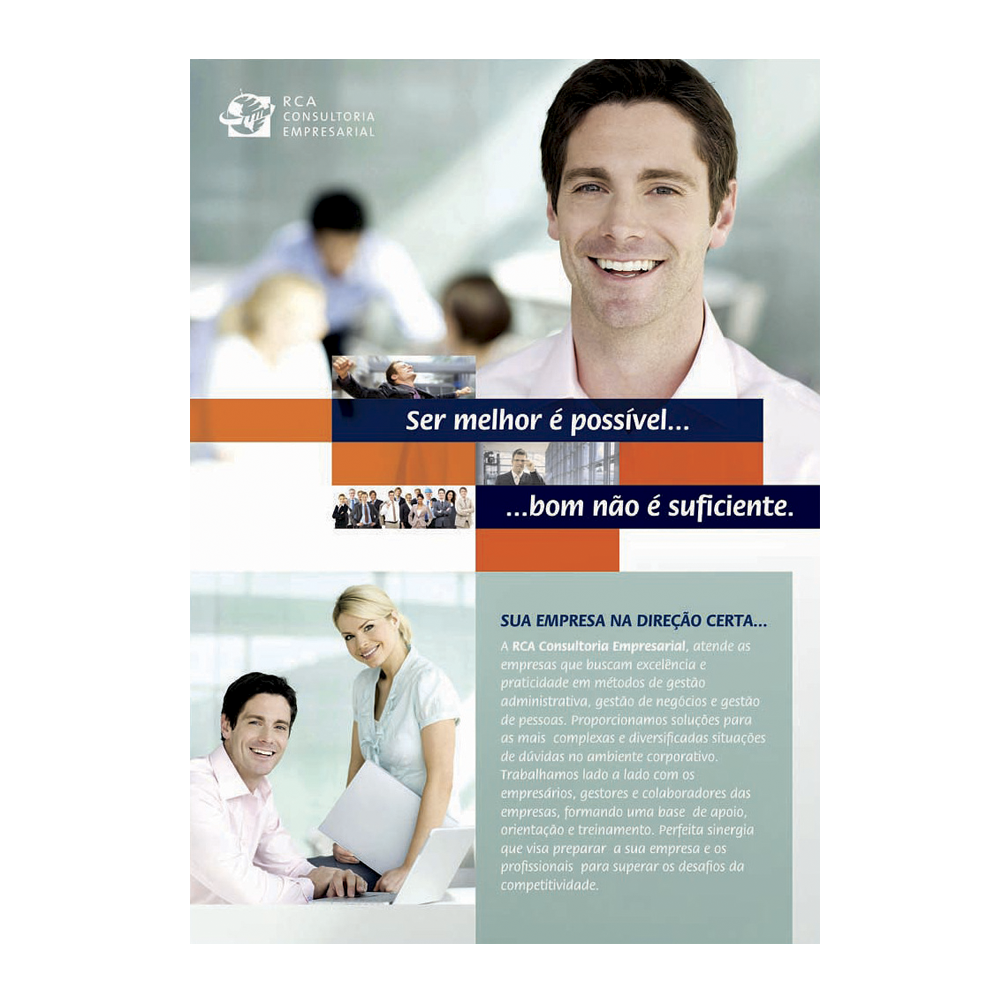 RCA
CONSULTORIA
EMPRESARIAL
Ser melhor é possível...
...bom não é suficiente.
SUA EMPRESA NA DIREÇÃO CERTA...
A RCA Consultoria Empresarial, atende as
empresas que buscam excelência e
praticidade em métodos de gestão
administrativa, gestão de negócios e gestão
de pessoas. Proporcionamos soluções para
as mais complexas e diversificadas situações
de dúvidas no ambiente corporativo.
Trabalhamos lado a lado com os
empresários, gestores e colaboradores das
empresas, formando uma base de apoio,
orientação e treinamento. Perfeita sinergia
que visa preparar a sua empresa e os
profissionais para superar os desafios da
competitividade.